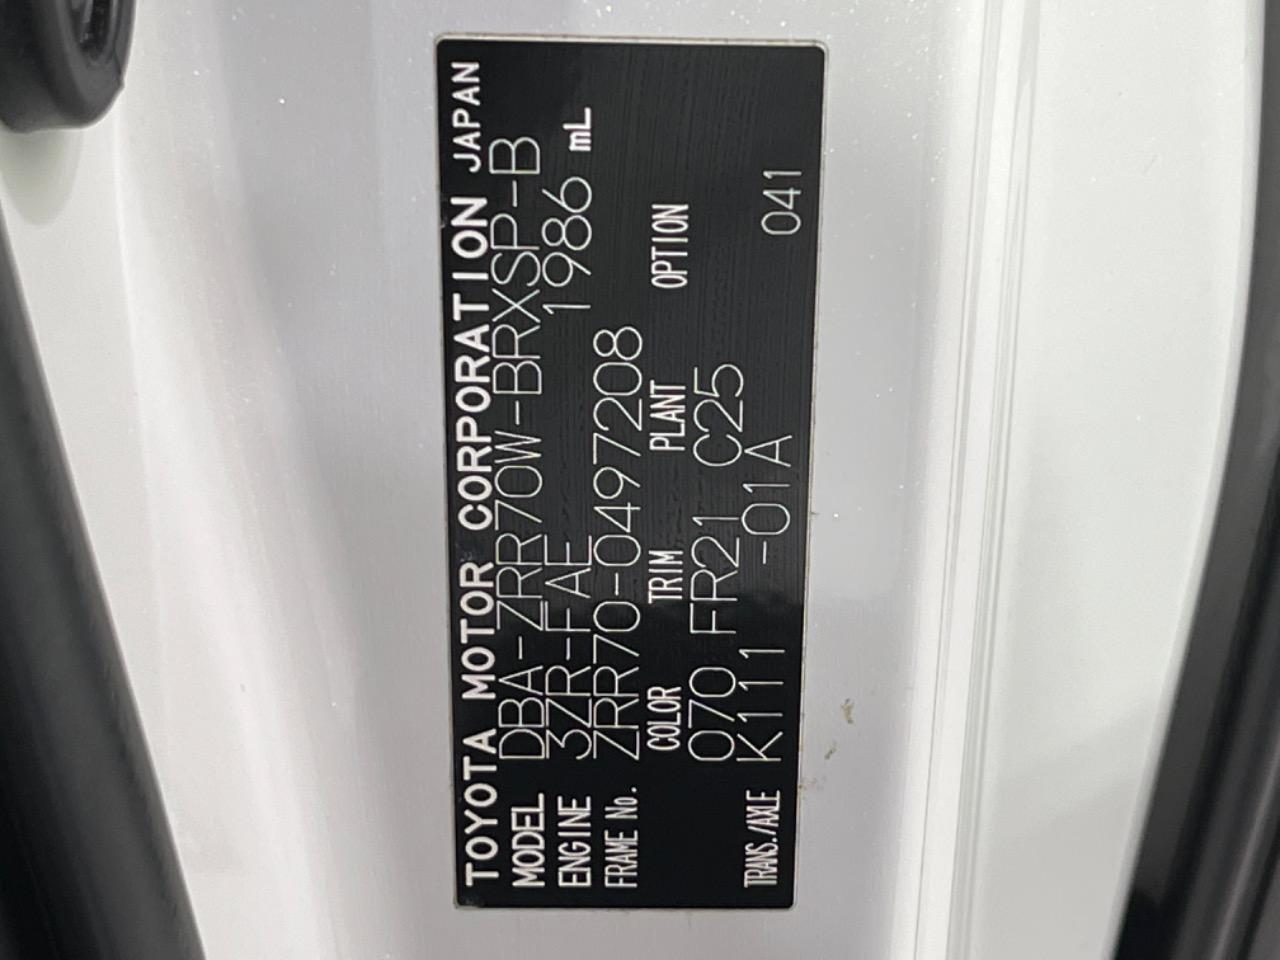 TOYOTA MOTOR CORPORATION JAPAN
MODEL DBA-ZRR70W-BRXSP-B
ENGINE 3ZR-FAE 1986 mL
FRAME No. ZRR70-0497208
COLOR TRIM PLANT OPTION
070 FR21 C25
TRANS./AXLE K111 -01A 041